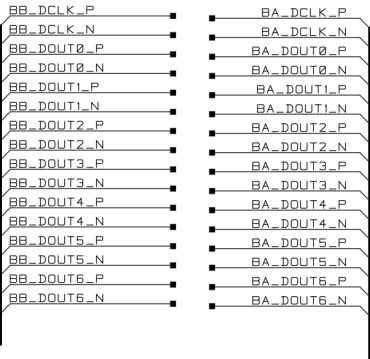 BB_DCLK_P
BB_DCLK_N
BB_DOUT0_P
BB_DOUT0_N
BB_DOUT1_P
BB_DOUT1_N
BB_DOUT2_P
BB_DOUT2_N
BB_DOUT3_P
BB_DOUT3_N
BB_DOUT4_P
BB_DOUT4_N
BB_DOUT5_P
BB_DOUT5_N
BB_DOUT6_P
BB_DOUT6_N
BA_DCLK_P
BA_DCLK_N
BA_DOUT0_P
BA_DOUT0_N
BA_DOUT1_P
BA_DOUT1_N
BA_DOUT2_P
BA_DOUT2_N
BA_DOUT3_P
BA_DOUT3_N
BA_DOUT4_P
BA_DOUT4_N
BA_DOUT5_P
BA_DOUT5_N
BA_DOUT6_P
BA_DOUT6_N